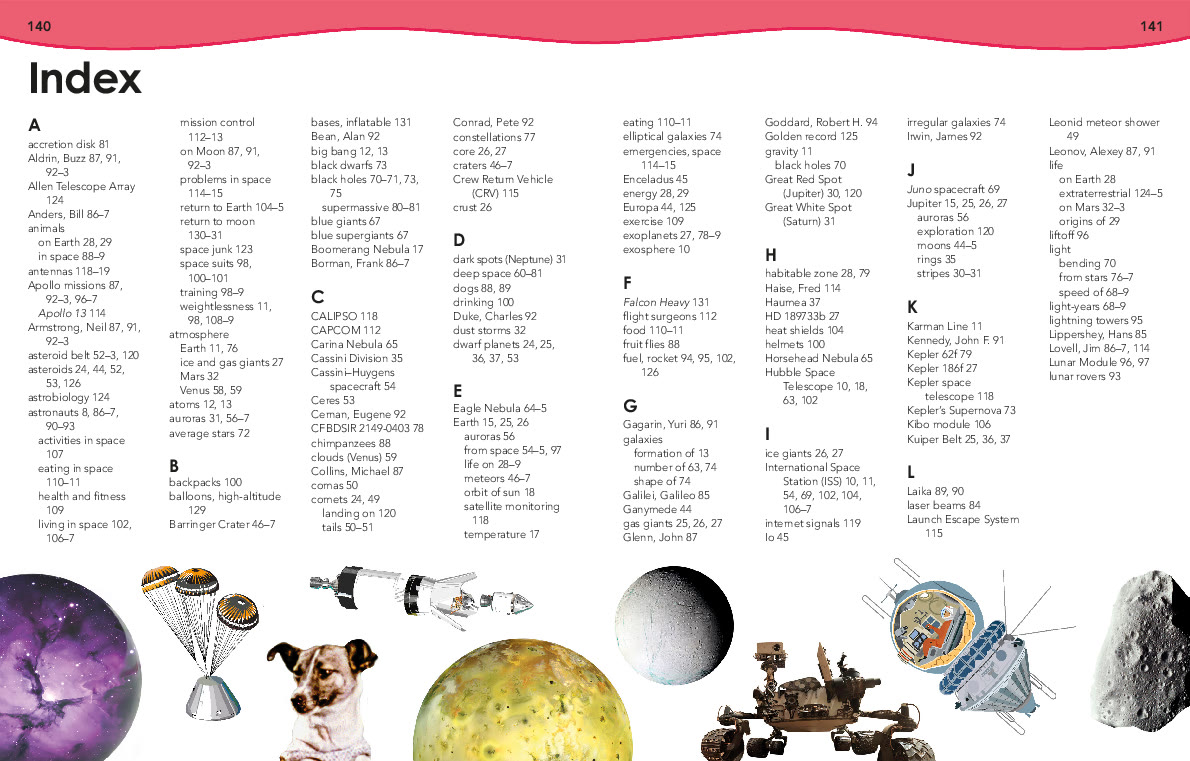 140
141
Index
A
accretion disk 81
Aldrin, Buzz 87, 91,
92–3
Allen Telescope Array
124
Anders, Bill 86–7
animals
on Earth 28, 29
in space 88–9
antennas 118–19
Apollo missions 87,
92–3, 96–7
Apollo 13 114
Armstrong, Neil 87, 91,
92–3
asteroid belt 52–3, 120
asteroids 24, 44, 52,
53, 126
astrobiology 124
astronauts 8, 86–7,
90–93
activities in space
107
eating in space
110–11
health and fitness
109
living in space 102,
106–7
mission control
112–13
on Moon 87, 91,
92–3
problems in space
114–15
return to Earth 104–5
return to moon
130–31
space junk 123
space suits 98,
100–101
training 98–9
weightlessness 11,
98, 108–9
atmosphere
Earth 11, 76
ice and gas giants 27
Mars 32
Venus 58, 59
atoms 12, 13
auroras 31, 56–7
average stars 72
B
backpacks 100
balloons, high-altitude
129
Barringer Crater 46–7
bases, inflatable 131
Bean, Alan 92
big bang 12, 13
black dwarfs 73
black holes 70–71, 73,
75
supermassive 80–81
blue giants 67
blue supergiants 67
Boomerang Nebula 17
Borman, Frank 86–7
C
CALIPSO 118
CAPCOM 112
Carina Nebula 65
Cassini Division 35
Cassini–Huygens
spacecraft 54
Ceres 53
Cernan, Eugene 92
CFBDSIR 2149-0403 78
chimpanzees 88
clouds (Venus) 59
Collins, Michael 87
comas 50
comets 24, 49
landing on 120
tails 50–51
Conrad, Pete 92
constellations 77
core 26, 27
craters 46–7
Crew Return Vehicle
(CRV) 115
crust 26
D
dark spots (Neptune) 31
deep space 60–81
dogs 88, 89
drinking 100
Duke, Charles 92
dust storms 32
dwarf planets 24, 25,
36, 37, 53
E
Eagle Nebula 64–5
Earth 15, 25, 26
auroras 56
from space 54–5, 97
life on 28–9
meteors 46–7
orbit of sun 18
satellite monitoring
118
temperature 17
eating 110–11
elliptical galaxies 74
emergencies, space
114–15
Enceladus 45
energy 28, 29
Europa 44, 125
exercise 109
exoplanets 27, 78–9
exosphere 10
F
Falcon Heavy 131
flight surgeons 112
food 110–11
fruit flies 88
fuel, rocket 94, 95, 102,
126
G
Gagarin, Yuri 86, 91
galaxies
formation of 13
number of 63, 74
shape of 74
Galilei, Galileo 85
Ganymede 44
gas giants 25, 26, 27
Glenn, John 87
Goddard, Robert H. 94
Golden record 125
gravity 11
black holes 70
Great Red Spot
(Jupiter) 30, 120
Great White Spot
(Saturn) 31
H
habitable zone 28, 79
Haise, Fred 114
Haumea 37
HD 189733b 27
heat shields 104
helmets 100
Horsehead Nebula 65
Hubble Space
Telescope 10, 18,
63, 102
I
ice giants 26, 27
International Space
Station (ISS) 10, 11,
54, 69, 102, 104,
106–7
internet signals 119
Io 45
irregular galaxies 74
Irwin, James 92
J
Juno spacecraft 69
Jupiter 15, 25, 26, 27
auroras 56
exploration 120
moons 44–5
rings 35
stripes 30–31
K
Karman Line 11
Kennedy, John F. 91
Kepler 62f 79
Kepler 186f 27
Kepler space
telescope 118
Kepler's Supernova 73
Kibo module 106
Kuiper Belt 25, 36, 37
L
Laika 89, 90
laser beams 84
Launch Escape System
115
Leonid meteor shower
49
Leonov, Alexey 87, 91
life
on Earth 28
extraterrestrial 124–5
on Mars 32–3
origins of 29
liftoff 96
light
bending 70
from stars 76–7
speed of 68–9
light-years 68–9
lightning towers 95
Lippershey, Hans 85
Lovell, Jim 86–7, 114
Lunar Module 96, 97
lunar rovers 93